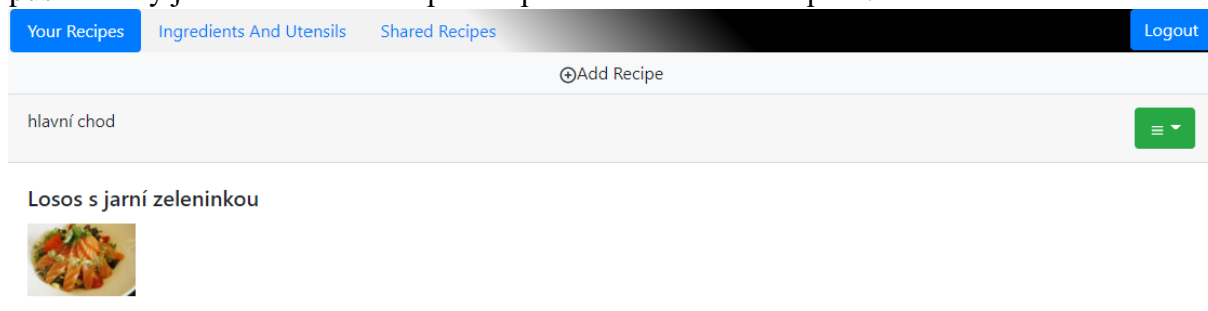 Your Recipes Ingredients And Utensils Shared Recipes Logout
Add Recipe
hlavní chod
Losos s jarní zeleninkou